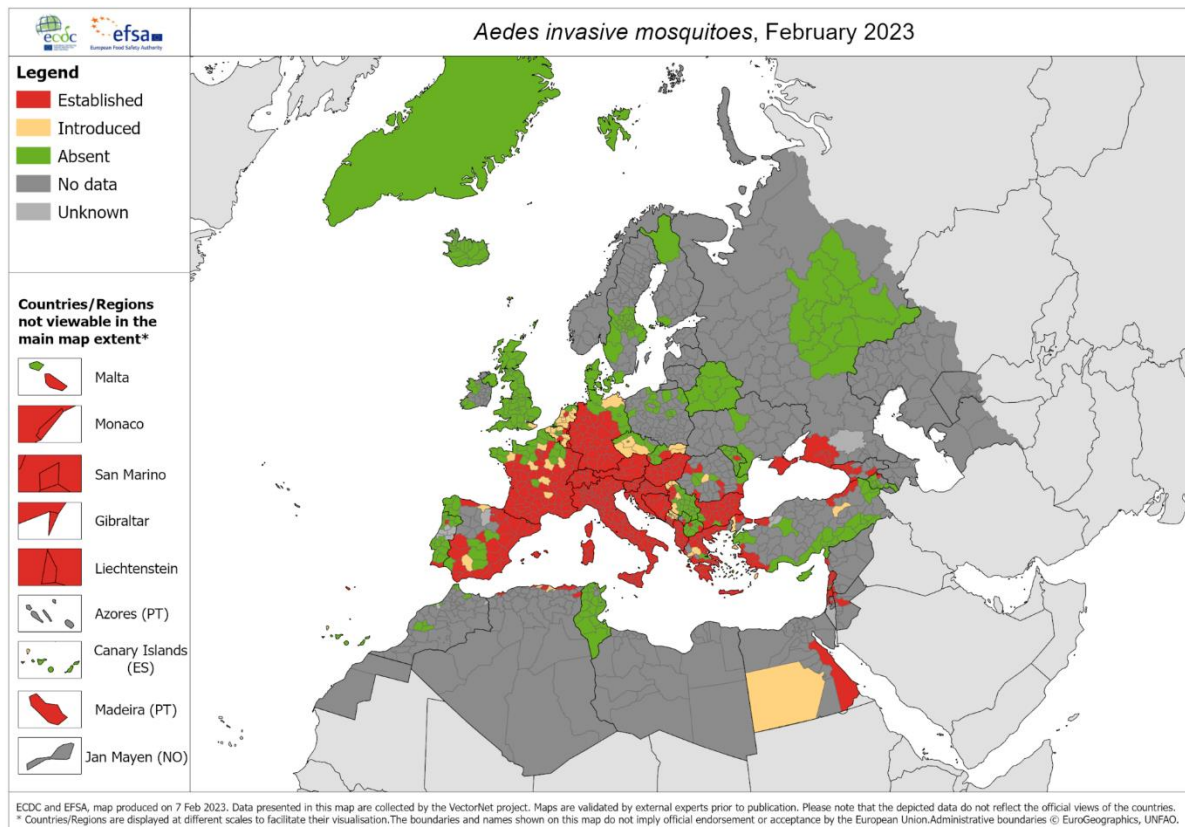 ecdc
efsa
European Food Safety Authority
Aedes invasive mosquitoes, February 2023
Legend
Established
Introduced
Absent
No data
Unknown
Countries/Regions
not viewable in the
main map extent*
Malta
Monaco
San Marino
Gibraltar
Liechtenstein
Azores (PT)
Canary Islands
(ES)
Madeira (PT)
Jan Mayen (NO)
ECDC and EFSA, map produced on 7 Feb 2023. Data presented in this map are collected by the VectorNet project. Maps are validated by external experts prior to publication. Please note that the depicted data do not reflect the official views of the countries.
* Countries/Regions are displayed at different scales to facilitate their visualisation.The boundaries and names shown on this map do not imply official endorsement or acceptance by the European Union.Administrative boundaries © EuroGeographics, UNFAO.